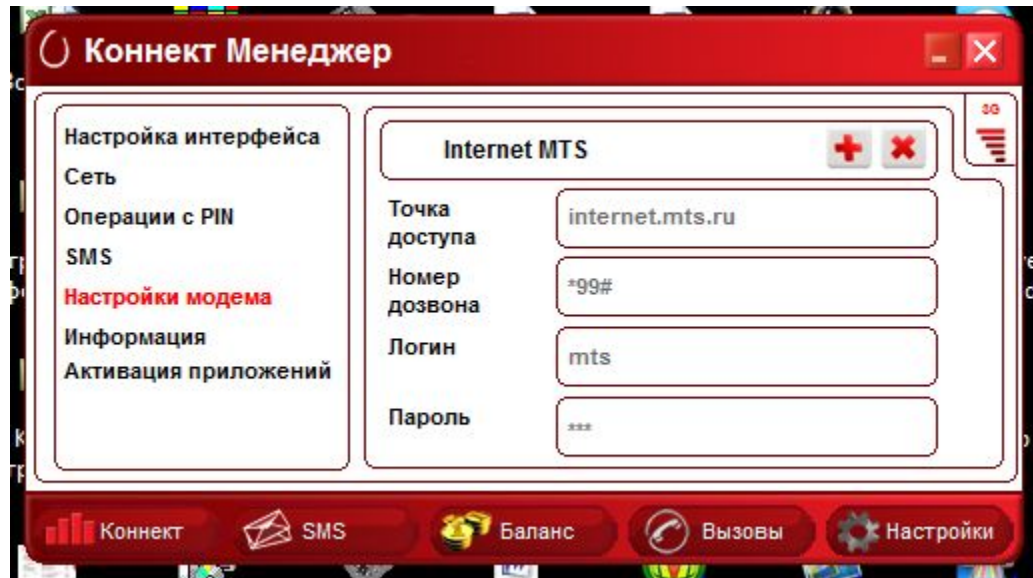 Коннект Менеджер
3G
Настройка интерфейса
Сеть
Операции с PIN
SMS
Настройки модема
Информация
Активация приложений
Internet MTS
Точка
доступа
internet.mts.ru
Номер
дозвона
*99#
Логин
mts
Пароль
***
Коннект
SMS
Баланс
Вызовы
Настройки